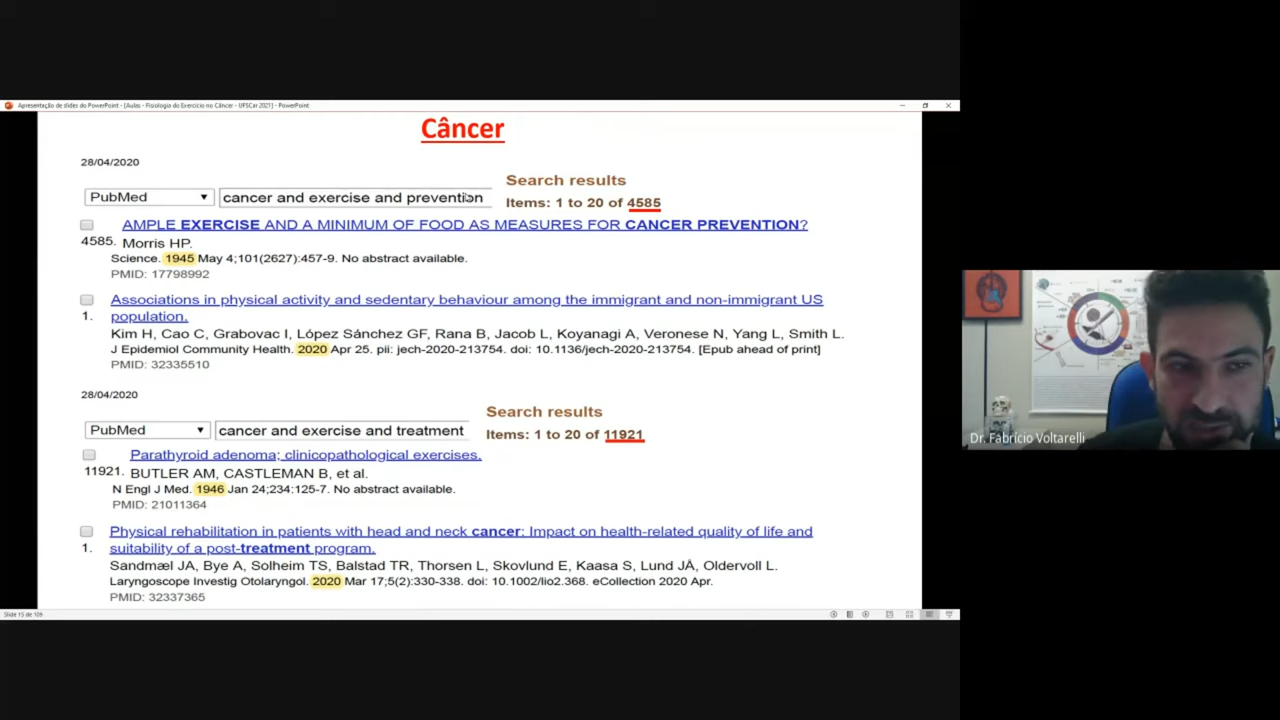 Apresentação de slides do PowerPoint - [Aulas - Fisiologia do Exercício no Câncer - UFSCar 2021] - PowerPoint
Câncer
28/04/2020
PubMed
cancer and exercise and prevention
Search results
Items: 1 to 20 of 4585
AMPLE EXERCISE AND A MINIMUM OF FOOD AS MEASURES FOR CANCER PREVENTION?
4585. Morris HP.
Science. 1945 May 4;101(2627):457-9. No abstract available.
PMID: 17798992
Associations in physical activity and sedentary behaviour among the immigrant and non-immigrant US
1. population.
Kim H, Cao C, Grabovac I, López Sánchez GF, Rana B, Jacob L, Koyanagi A, Veronese N, Yang L, Smith L.
J Epidemiol Community Health. 2020 Apr 25. pii: jech-2020-213754. doi: 10.1136/jech-2020-213754. [Epub ahead of print]
PMID: 32335510
28/04/2020
PubMed
cancer and exercise and treatment
Search results
Items: 1 to 20 of 11921
Parathyroid adenoma; clinicopathological exercises.
11921. BUTLER AM, CASTLEMAN B, et al.
N Engl J Med. 1946 Jan 24;234:125-7. No abstract available.
PMID: 21011364
Physical rehabilitation in patients with head and neck cancer: Impact on health-related quality of life and
1. suitability of a post-treatment program.
Sandmæl JA, Bye A, Solheim TS, Balstad TR, Thorsen L, Skovlund E, Kaasa S, Lund JÅ, Oldervoll L.
Laryngoscope Investig Otolaryngol. 2020 Mar 17;5(2):330-338. doi: 10.1002/lio2.368. eCollection 2020 Apr.
PMID: 32337365
Slide 15 de 109
Dr. Fabrício Voltarelli